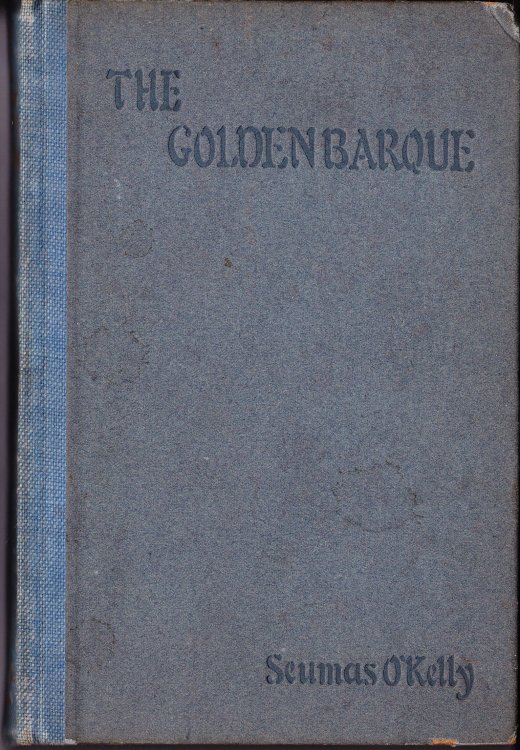 THE
GOLDEN BARQUE
Seumas O'Kelly